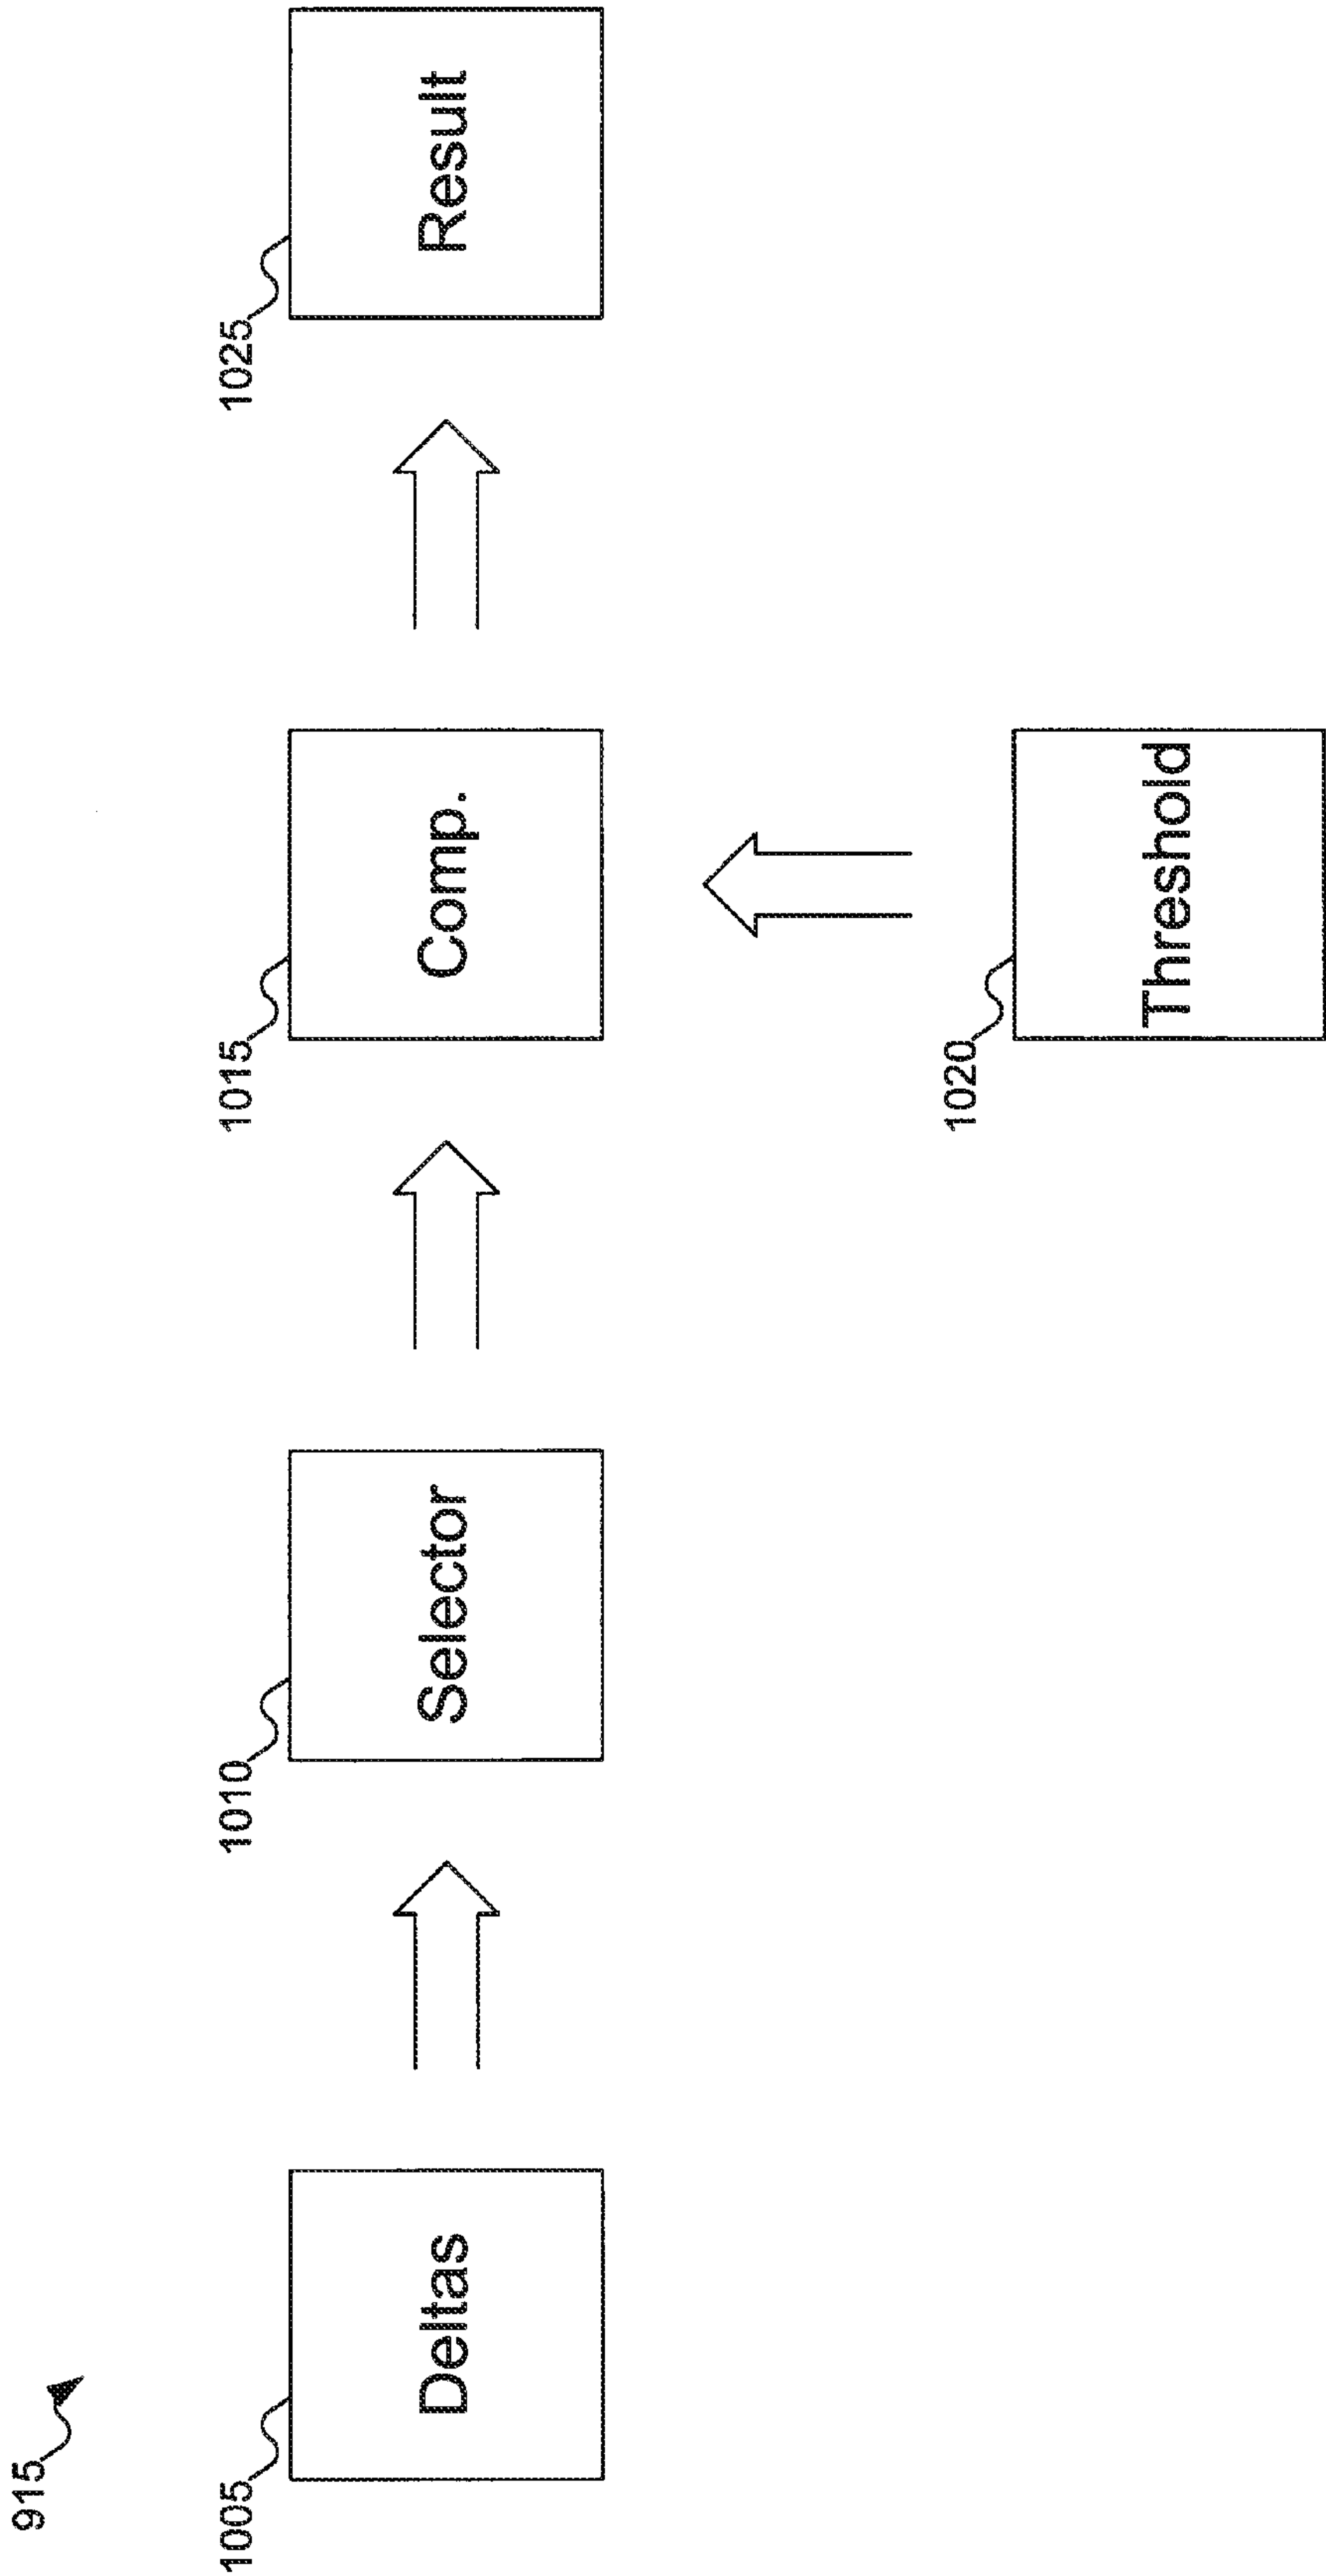 915
1005
Deltas
1010
Selector
1015
Comp.
1020
Threshold
1025
Result